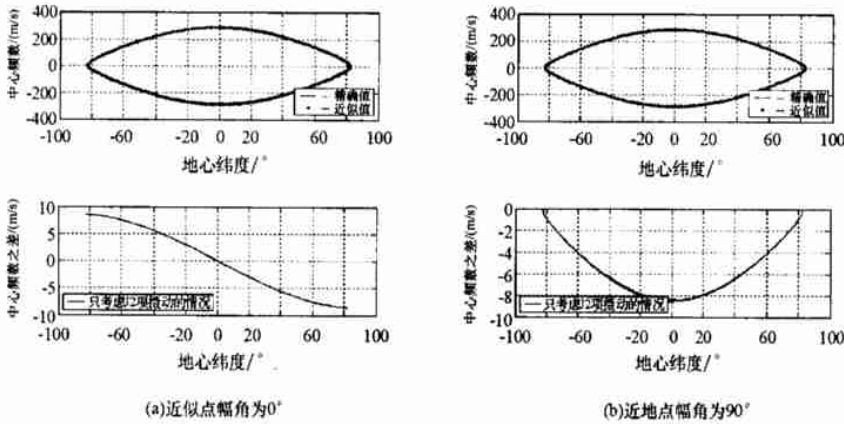 中心频数/(m/s)
400
200
0
-200
-400
精确值
近似值
-100 -60 -20 0 20 60 100
地心纬度/°
中心频数/(m/s)
400
200
0
-200
-400
精确值
近似值
-100 -60 -20 0 20 60 100
地心纬度/°
中心频数之差/(m/s)
10
5
0
-5
-10
只考虑J2项微动的情况
-100 -60 -20 0 20 60 100
地心纬度/°
(a)近似点幅角为0°
中心频数之差/(m/s)
0
-2
-4
-6
-8
-10
只考虑J2项微动的情况
-100 -60 -20 0 20 60 100
地心纬度/°
(b)近地点幅角为90°